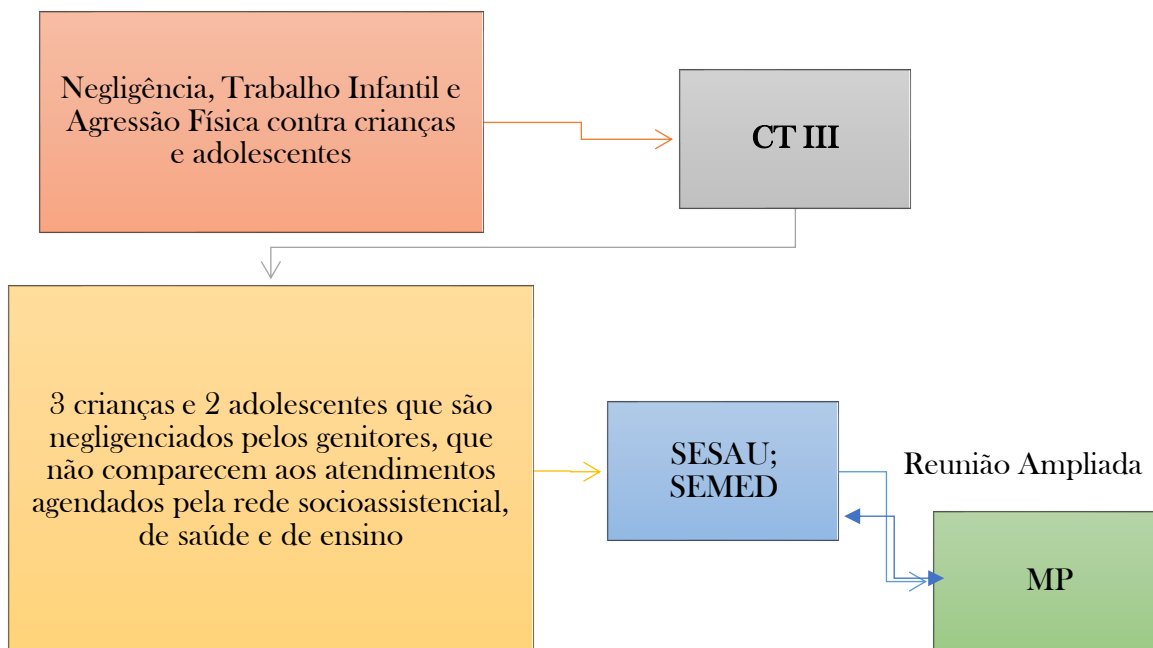 Negligência, Trabalho Infantil e
Agressão Física contra crianças
e adolescentes
CT III
3 crianças e 2 adolescentes que são
negligenciados pelos genitores, que
não comparecem aos atendimentos
agendados pela rede socioassistencial,
de saúde e de ensino
SESAU;
SEMED
Reunião Ampliada
MP